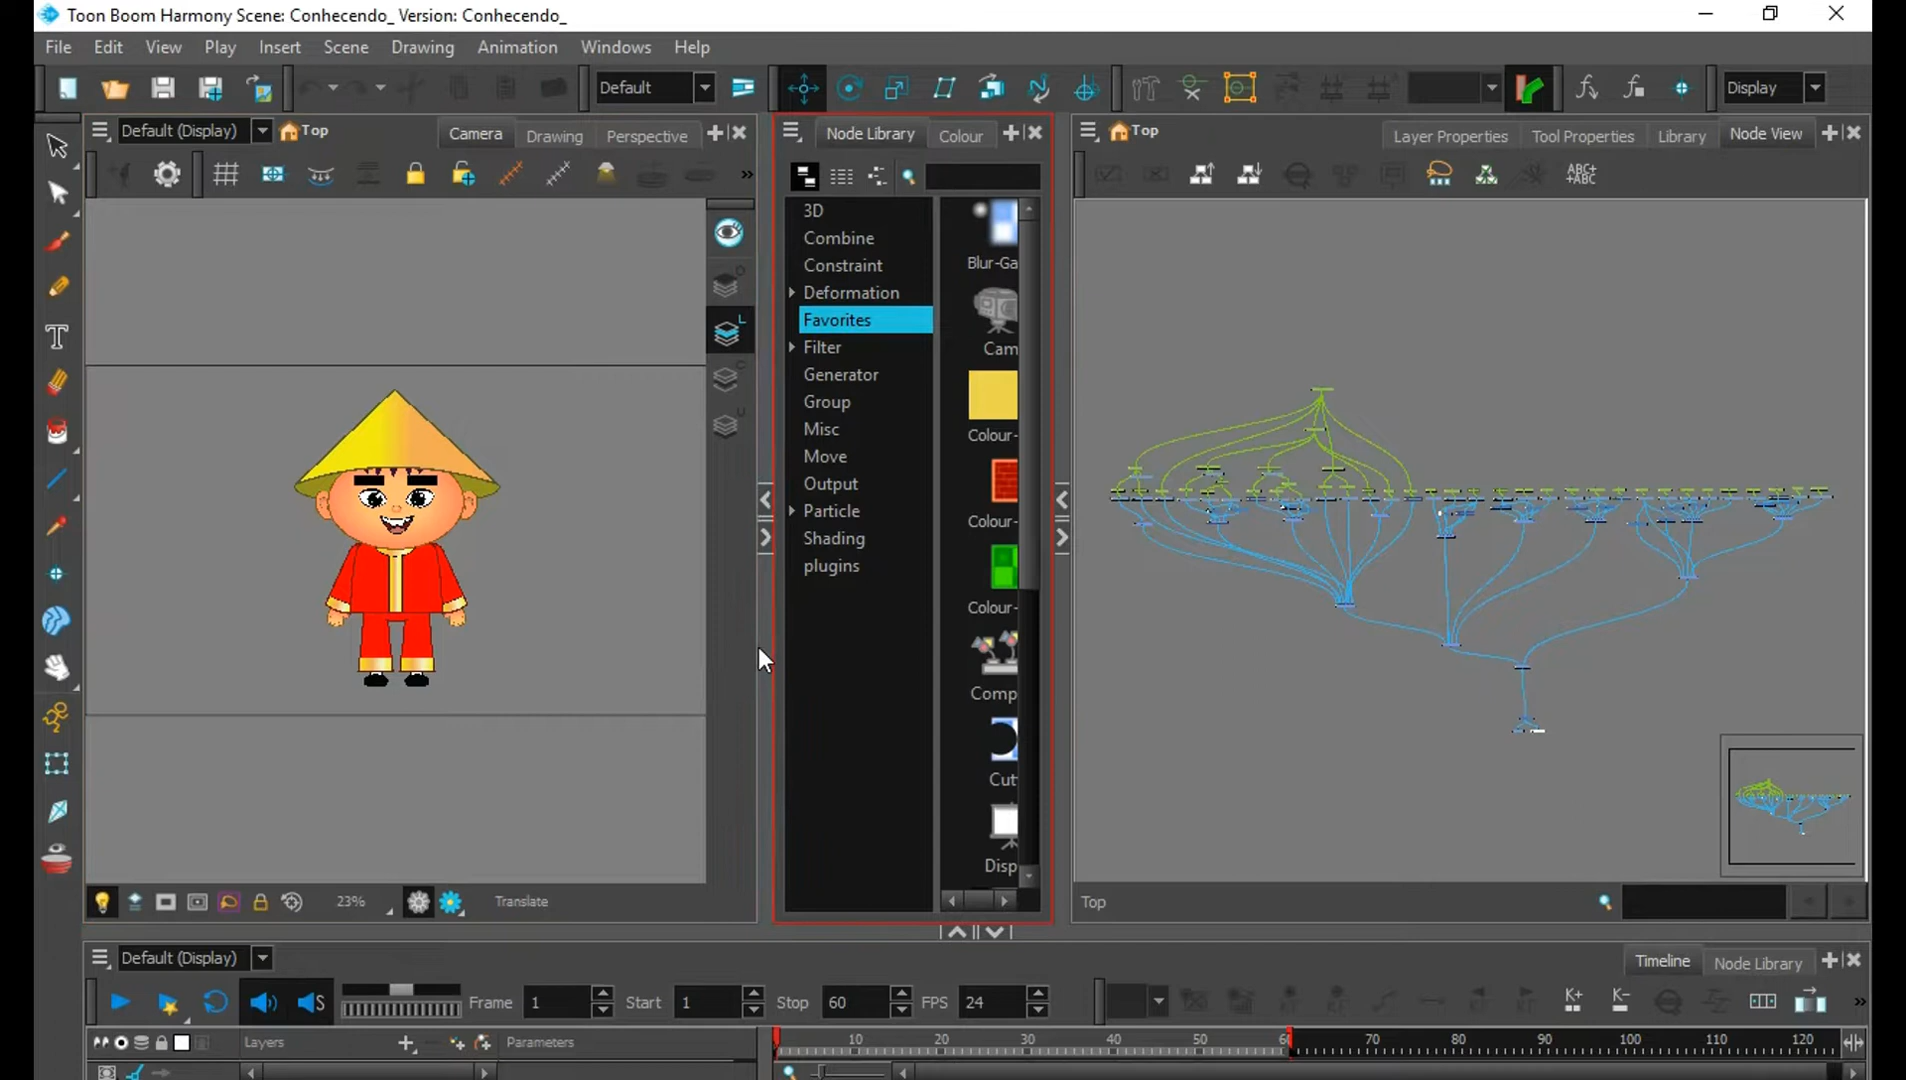 Toon Boom Harmony Scene: Conhecendo_ Version: Conhecendo_
File Edit View Play Insert Scene Drawing Animation Windows Help
Default Display
Default (Display) Top Camera Drawing Perspective
Node Library Colour
Top Layer Properties Tool Properties Library Node View
ABC+
+ABC
3D
Combine
Constraint
Deformation
Favorites
Filter
Generator
Group
Misc
Move
Output
Particle
Shading
plugins
Blur-Ga
Cam
Colour-
Colour-
Colour-
Comp
Cut
Disp
23% Translate
Top
Default (Display) Timeline Node Library
Frame 1 Start 1 Stop 60 FPS 24
K+ K-
Layers Parameters
10 20 30 40 6 70 80 90 100 110 120